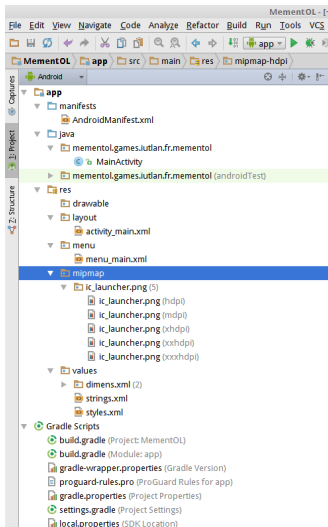 MementOL - [
File Edit View Navigate Code Analyze Refactor Build Run Tools VCS
app
MementOL app src main res mipmap-hdpi
Android
Captures
1: Project
Z: Structure
app
manifests
AndroidManifest.xml
java
mementol.games.iutlan.fr.mementol
MainActivity
mementol.games.iutlan.fr.mementol (androidTest)
res
drawable
layout
activity_main.xml
menu
menu_main.xml
mipmap
ic_launcher.png (5)
ic_launcher.png (hdpi)
ic_launcher.png (mdpi)
ic_launcher.png (xhdpi)
ic_launcher.png (xxhdpi)
ic_launcher.png (xxxhdpi)
values
dimens.xml (2)
strings.xml
styles.xml
Gradle Scripts
build.gradle (Project: MementOL)
build.gradle (Module: app)
gradle-wrapper.properties (Gradle Version)
proguard-rules.pro (ProGuard Rules for app)
gradle.properties (Project Properties)
settings.gradle (Project Settings)
local.properties (SDK Location)